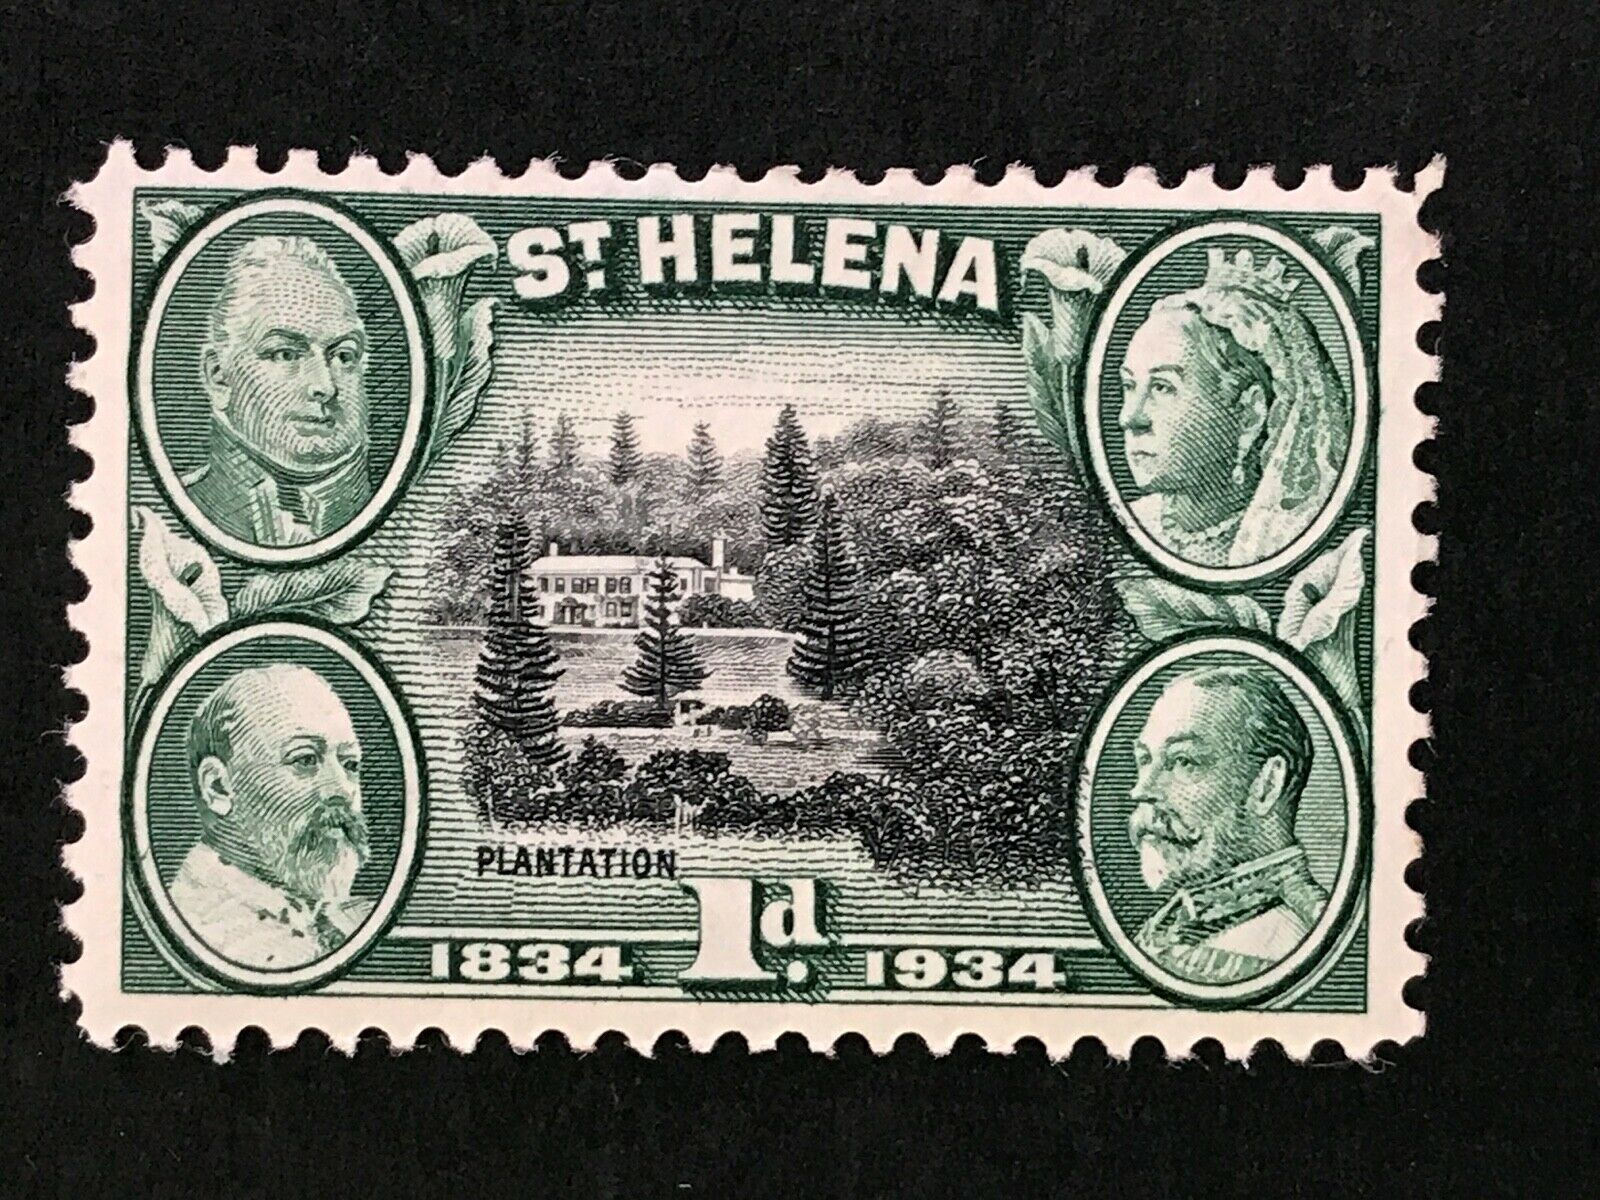 ST. HELENA
PLANTATION
1d.
1834 1934